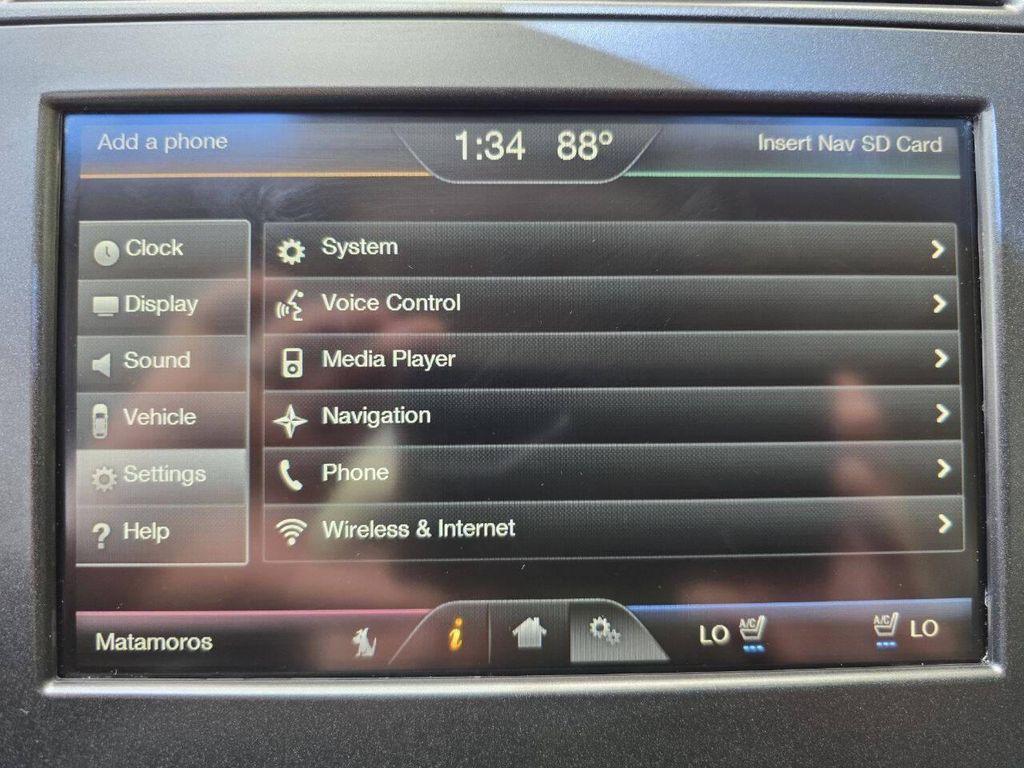 Add a phone
1:34 88°
Insert Nav SD Card
Clock
Display
Sound
Vehicle
Settings
Help
System
Voice Control
Media Player
Navigation
Phone
Wireless & Internet
Matamoros
i
LO A/C
A/C LO